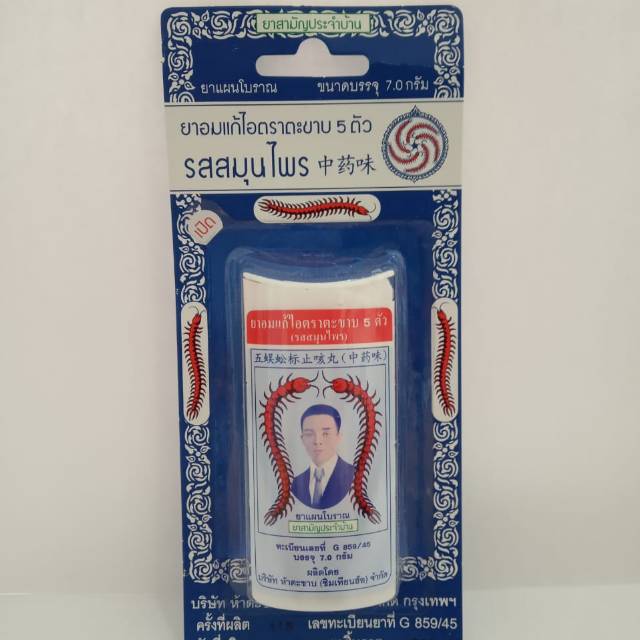 ยาสามัญประจำบ้าน
ยาแผนโบราณ ขนาดบรรจุ 7.0 กรัม
ยาอมแก้ไอตราตะขาบ 5 ตัว
รสสมุนไพร 中药味
เปิด
ยาอมแก้ไอตราตะขาบ 5 ตัว
(รสสมุนไพร)
五蜈蚣标止咳丸(中药味)
ยาแผนโบราณ
ยาสามัญประจำบ้าน
ทะเบียนเลขที่ G 859/45
บรรจุ 7.0 กรัม
ผลิตโดย
บริษัท ห้าตะขาบ (ซิมเทียนฮ้อ) จำกัด
บริษัท ห้าตะ กรุงเทพฯ
ครั้งที่ผลิต เลขทะเบียนยาที่ G 859/45